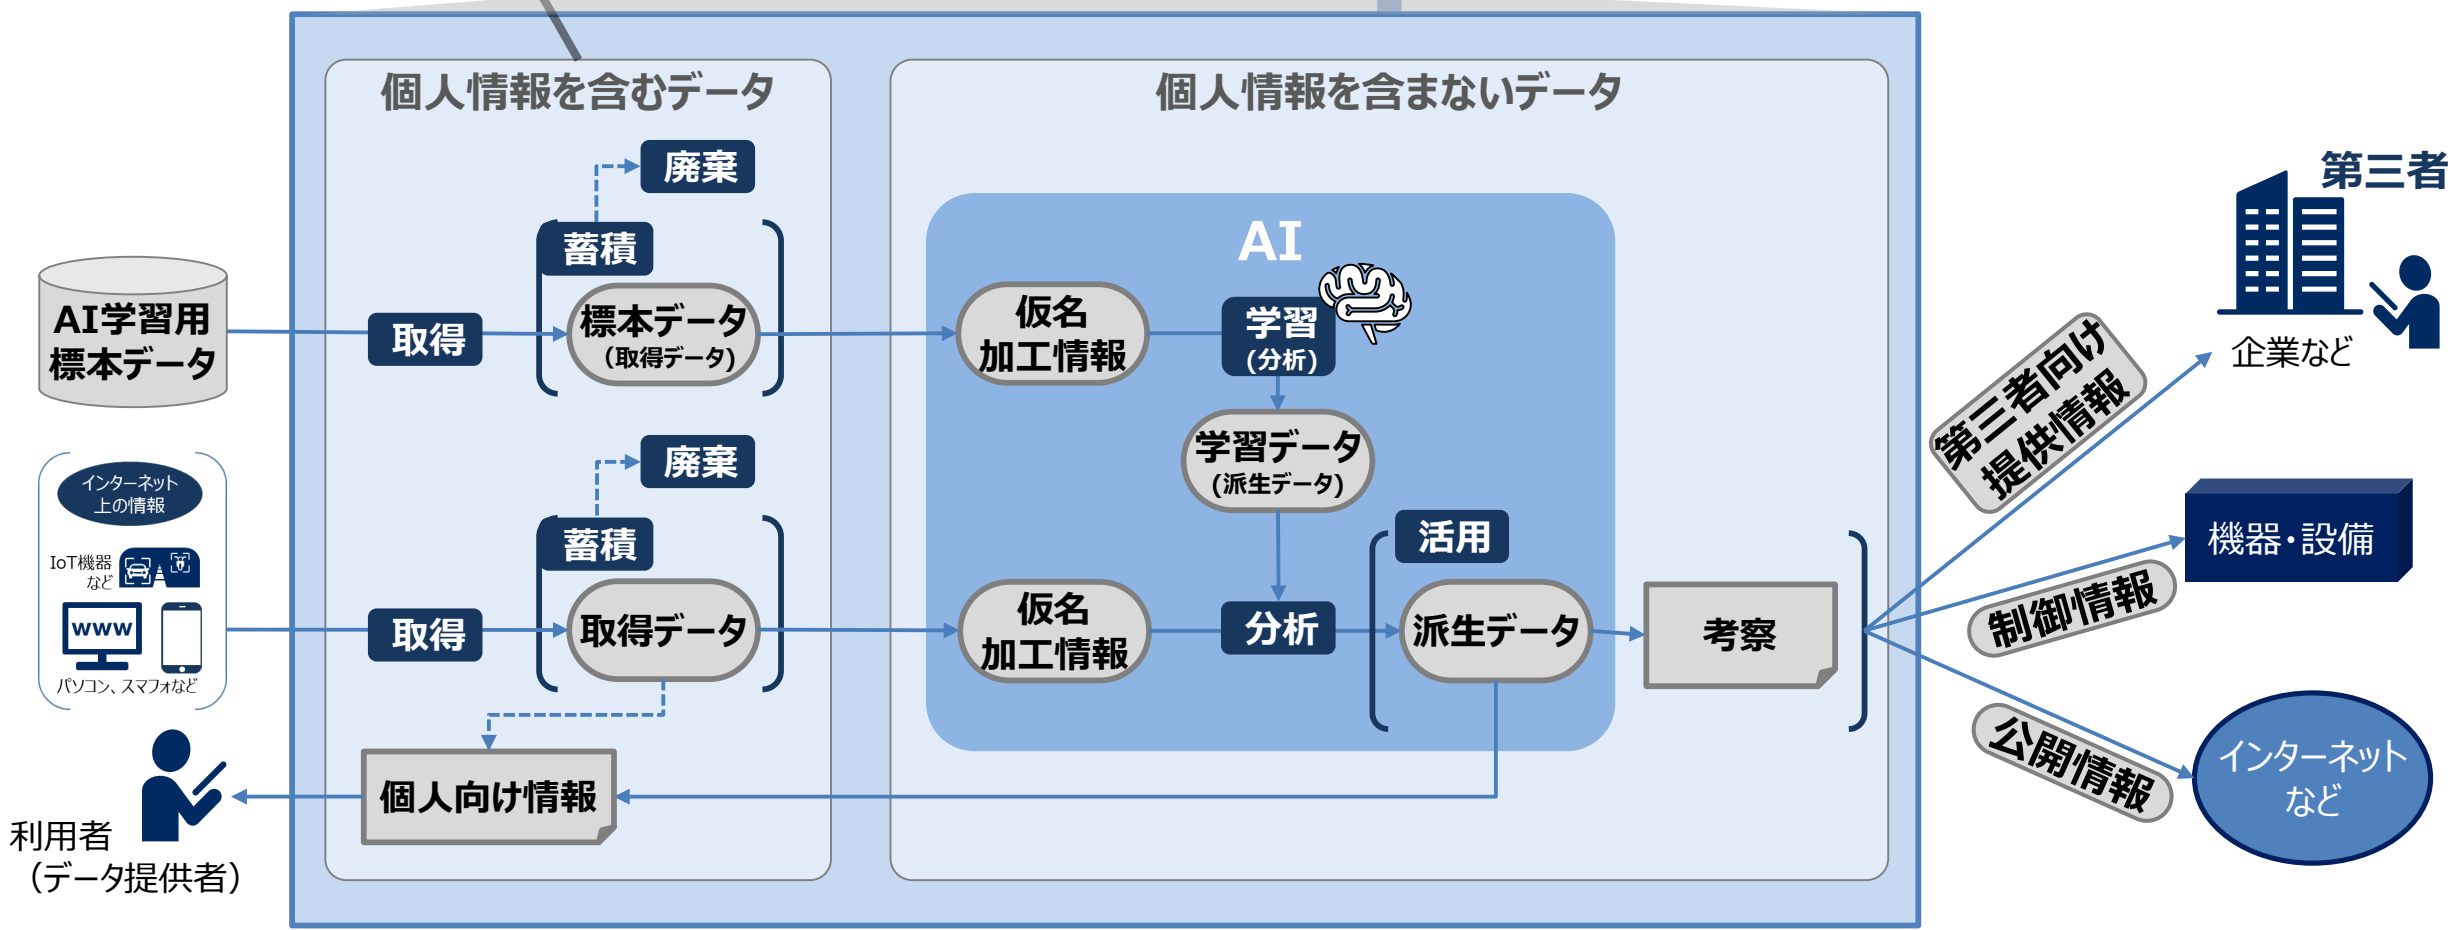 個人情報を含むデータ
個人情報を含まないデータ
廃棄
蓄積
AI学習用
標本データ
取得
標本データ
（取得データ）
AI
仮名
加工情報
学習
(分析)
学習データ
(派生データ)
廃棄
蓄積
インターネット
上の情報
IoT機器
など
www
パソコン、スマフォなど
取得
取得データ
仮名
加工情報
分析
活用
派生データ
考察
個人向け情報
利用者
（データ提供者）
第三者
企業など
第三者向け
提供情報
機器・設備
制御情報
公開情報
インターネット
など